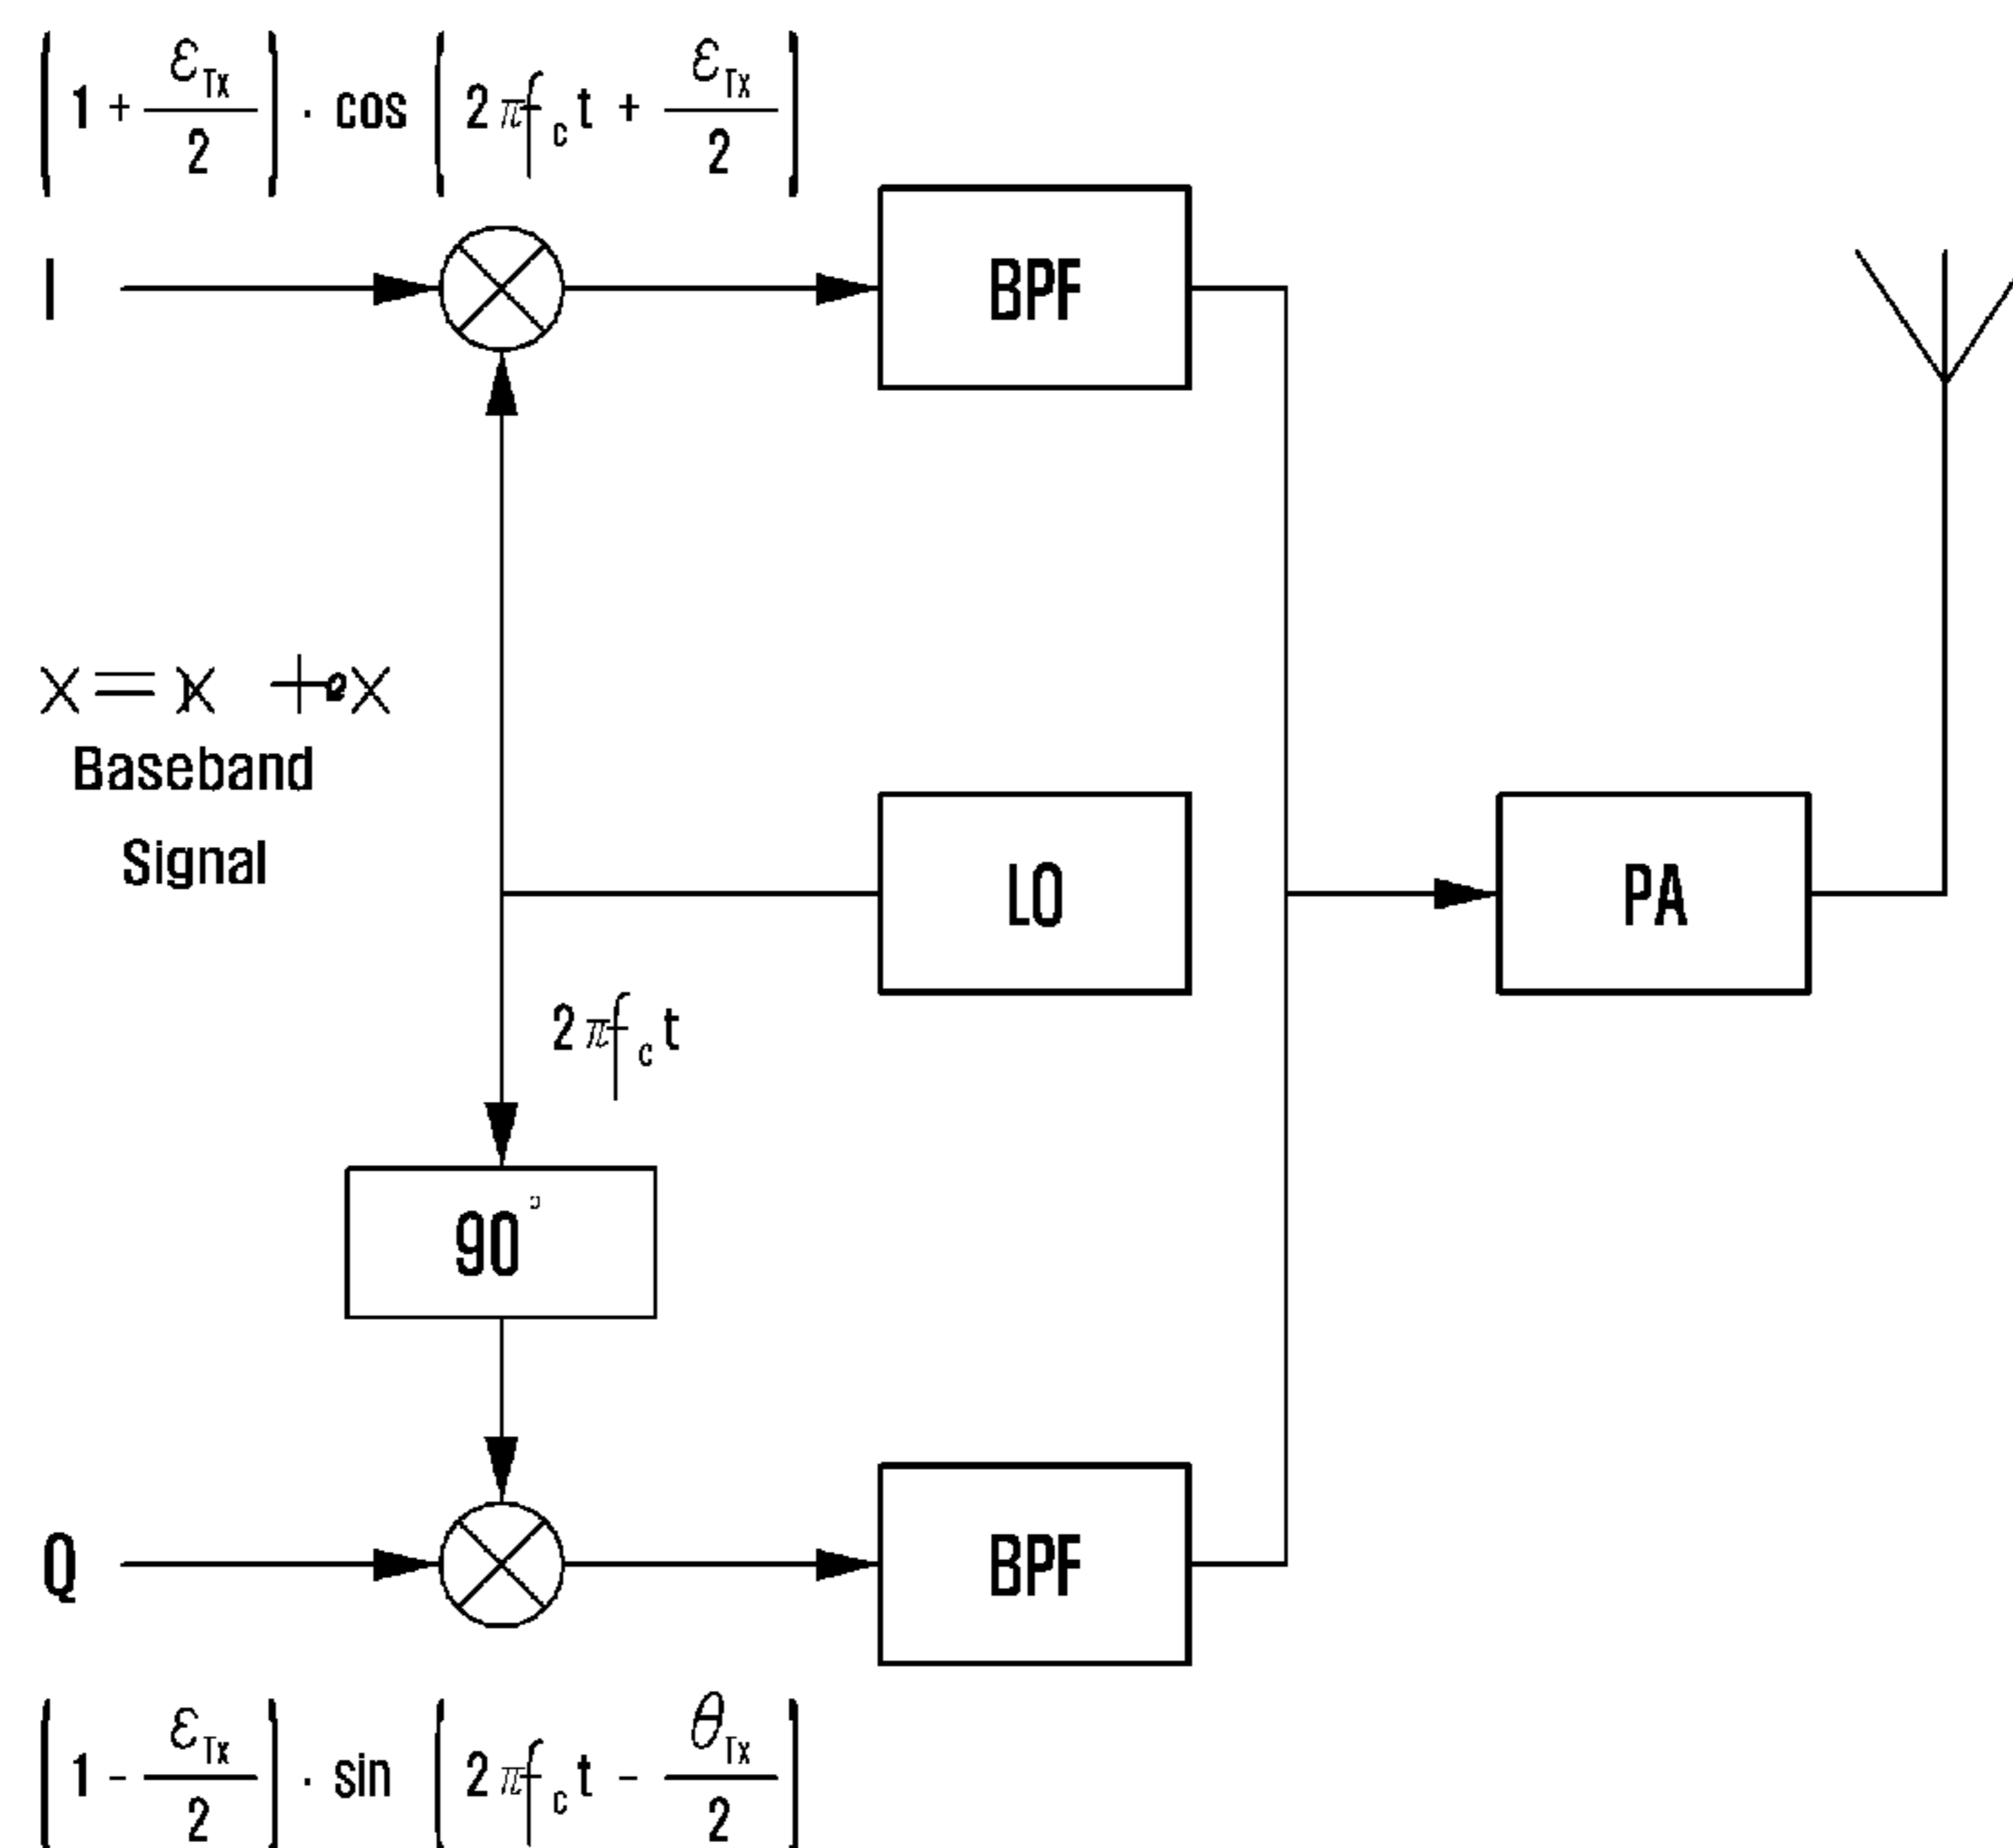 (1 + ε_Tx / 2) · cos (2πf_c t + ε_Tx / 2)
I
BPF
Baseband
Signal
LO
PA
2πf_c t
90°
Q
BPF
(1 - ε_Tx / 2) · sin (2πf_c t - θ_Tx / 2)